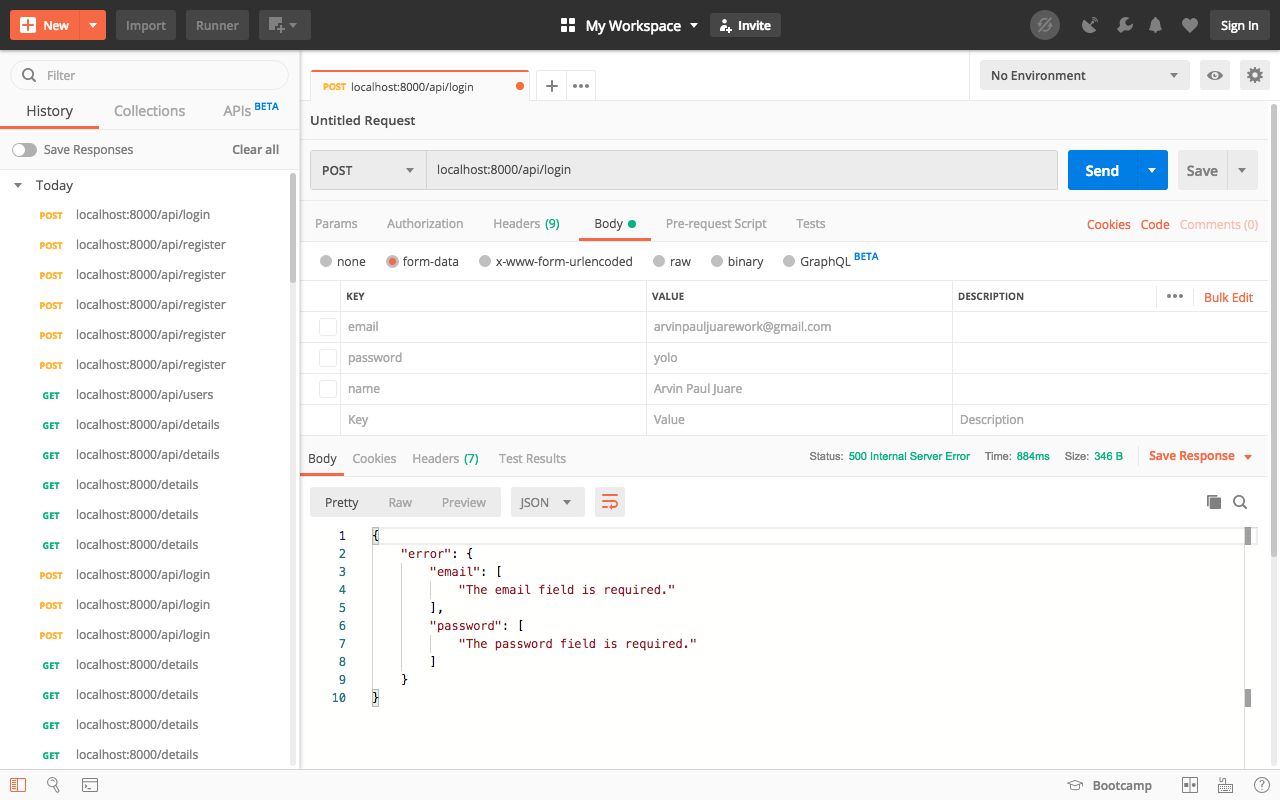 New Import Runner My Workspace Invite Sign In
Filter
History Collections APIs BETA
Save Responses Clear all
Today
POST localhost:8000/api/login
POST localhost:8000/api/register
POST localhost:8000/api/register
POST localhost:8000/api/register
POST localhost:8000/api/register
POST localhost:8000/api/register
GET localhost:8000/api/users
GET localhost:8000/api/details
GET localhost:8000/api/details
GET localhost:8000/details
GET localhost:8000/details
GET localhost:8000/details
POST localhost:8000/api/login
POST localhost:8000/api/login
POST localhost:8000/api/login
GET localhost:8000/details
GET localhost:8000/details
GET localhost:8000/details
GET localhost:8000/details
POST localhost:8000/api/login
No Environment
Untitled Request
POST localhost:8000/api/login Send Save
Params Authorization Headers (9) Body Pre-request Script Tests Cookies Code Comments (0)
none form-data x-www-form-urlencoded raw binary GraphQL BETA
KEY VALUE DESCRIPTION Bulk Edit
email arvinpauljuarework@gmail.com
password yolo
name Arvin Paul Juare
Key Value Description
Body Cookies Headers (7) Test Results Status: 500 Internal Server Error Time: 884ms Size: 346 B Save Response
Pretty Raw Preview JSON
1 {
2 "error": {
3 "email": [
4 "The email field is required."
5 ],
6 "password": [
7 "The password field is required."
8 ]
9 }
10 }
Bootcamp